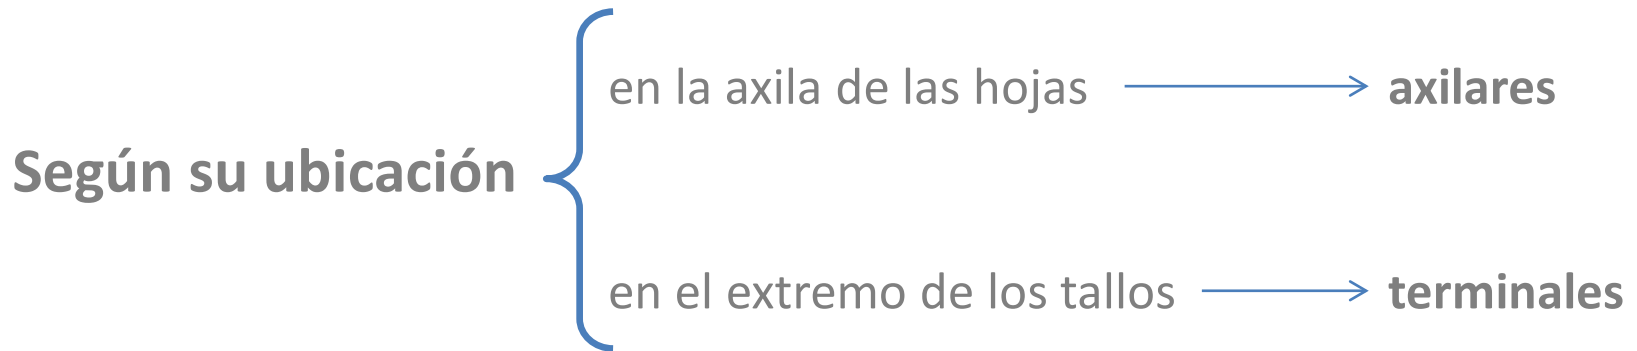 en la axila de las hojas axilares
Según su ubicación
en el extremo de los tallos terminales